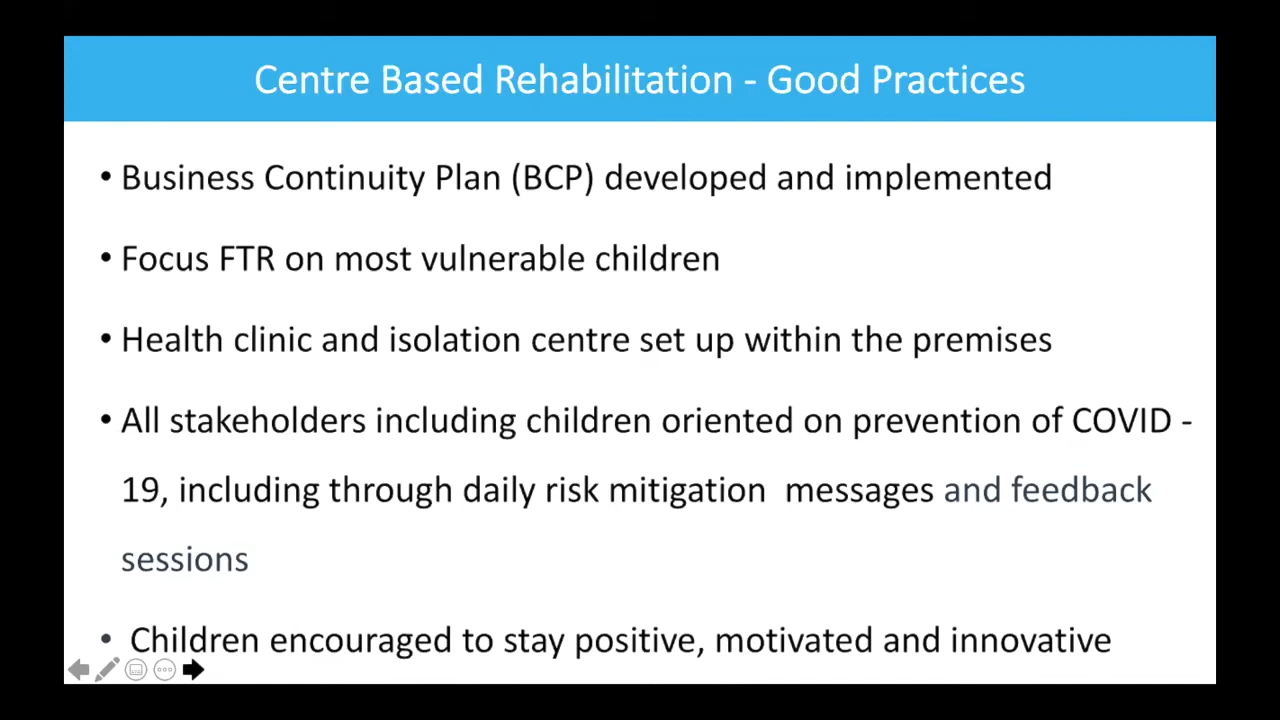 Centre Based Rehabilitation - Good Practices
• Business Continuity Plan (BCP) developed and implemented
• Focus FTR on most vulnerable children
• Health clinic and isolation centre set up within the premises
• All stakeholders including children oriented on prevention of COVID -
19, including through daily risk mitigation  messages and feedback
sessions
• Children encouraged to stay positive, motivated and innovative